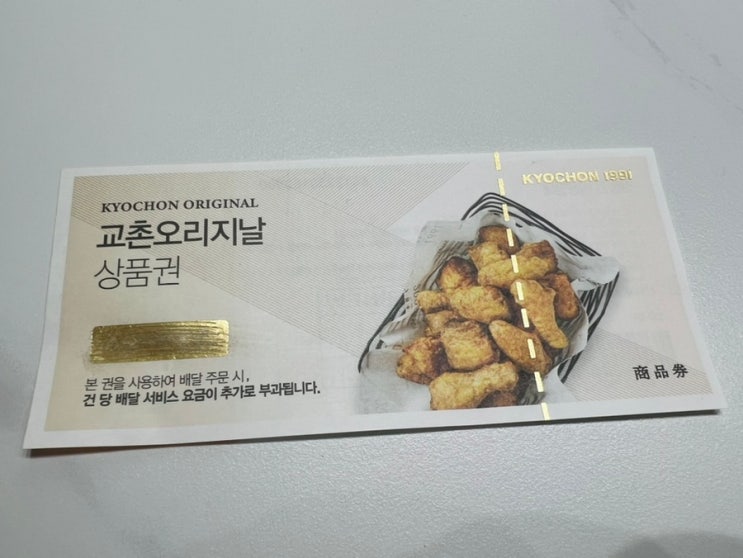 KYOCHON 1991
KYOCHON ORIGINAL
교촌오리지날
상품권
본 권을 사용하여 배달 주문 시,
건 당 배달 서비스 요금이 추가로 부과됩니다.
商品券